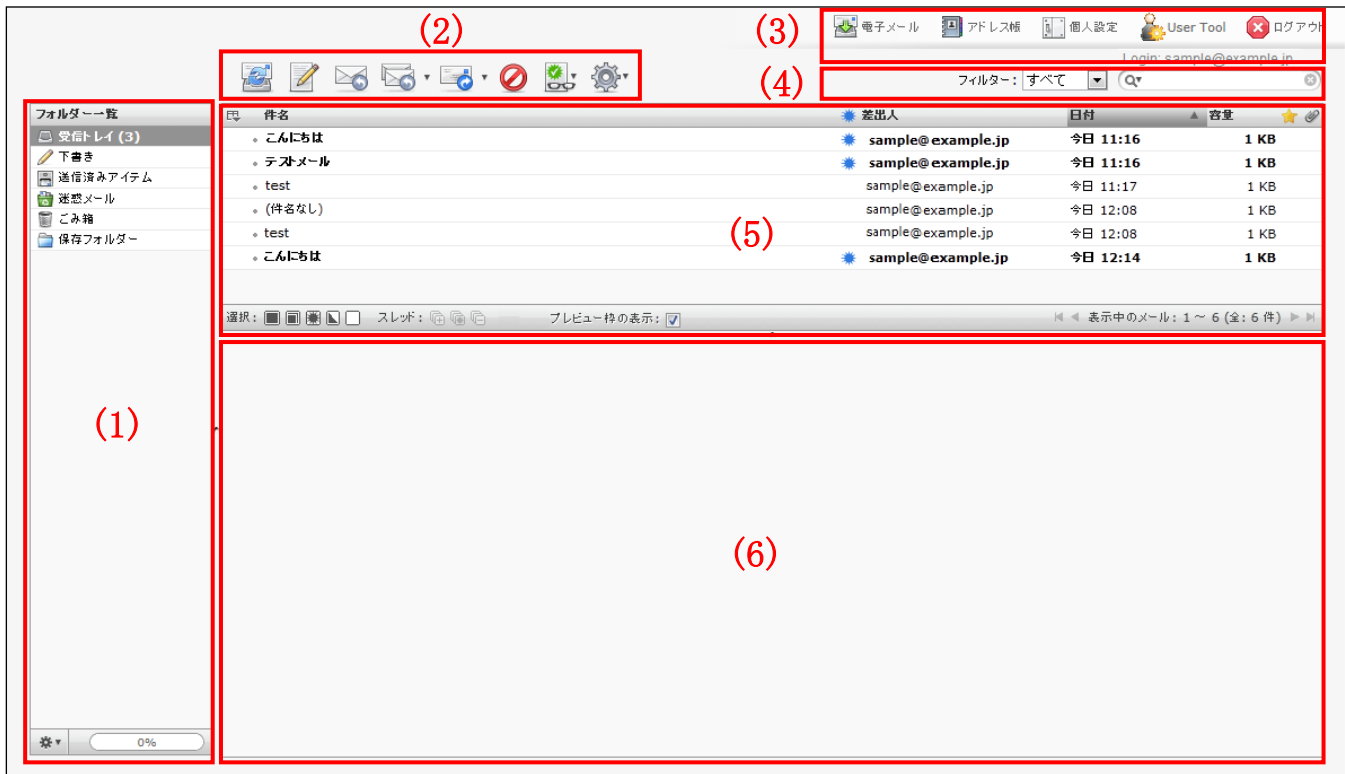 (2)
(3)
電子メール アドレス帳 個人設定 User Tool ログアウト
Login: sample@example.jp
(4)
フィルター: すべて
フォルダー一覧
受信トレイ (3)
下書き
送信済みアイテム
迷惑メール
ごみ箱
保存フォルダー
(1)
0%
件名 差出人 日付 容量
こんにちは sample@example.jp 今日 11:16 1 KB
テストメール sample@example.jp 今日 11:16 1 KB
test sample@example.jp 今日 11:17 1 KB
(件名なし) sample@example.jp 今日 12:08 1 KB
test sample@example.jp 今日 12:08 1 KB
こんにちは sample@example.jp 今日 12:14 1 KB
(5)
選択: スレッド: プレビュー枠の表示: 表示中のメール: 1 ~ 6 (全: 6 件)
(6)